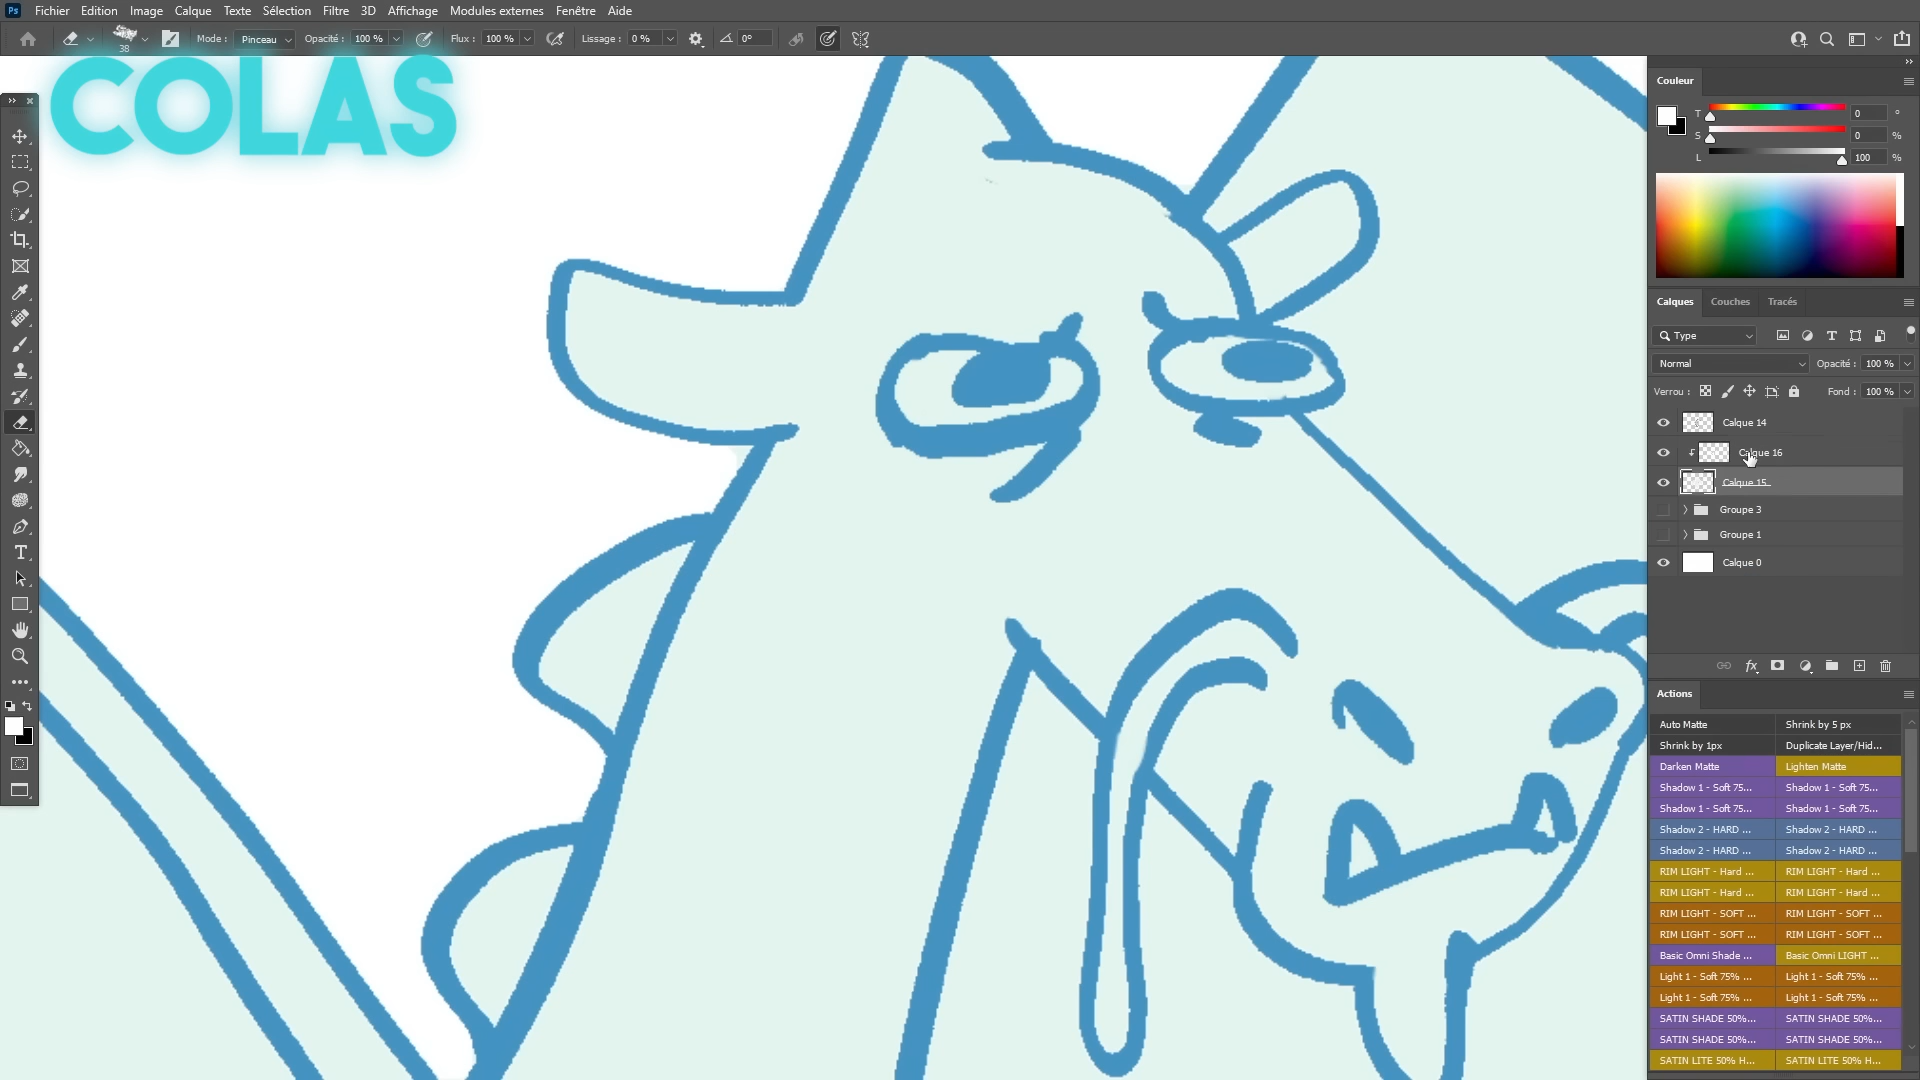 Ps Fichier Edition Image Calque Texte Sélection Filtre 3D Affichage Modules externes Fenêtre Aide
38 Mode : Pinceau Opacité : 100 % Flux : 100 % Lissage : 0 % 0°
COLAS
Couleur
T 0 °
S 0 %
L 100 %
Calques Couches Tracés
Type
Normal Opacité : 100 %
Verrou : Fond : 100 %
Calque 14
Calque 16
Calque 15
Groupe 3
Groupe 1
Calque 0
fx
Actions
Auto Matte Shrink by 5 px
Shrink by 1px Duplicate Layer/Hid...
Darken Matte Lighten Matte
Shadow 1 - Soft 75... Shadow 1 - Soft 75...
Shadow 1 - Soft 75... Shadow 1 - Soft 75...
Shadow 2 - HARD ... Shadow 2 - HARD ...
Shadow 2 - HARD ... Shadow 2 - HARD ...
RIM LIGHT - Hard ... RIM LIGHT - Hard ...
RIM LIGHT - Hard ... RIM LIGHT - Hard ...
RIM LIGHT - SOFT ... RIM LIGHT - SOFT ...
RIM LIGHT - SOFT ... RIM LIGHT - SOFT ...
Basic Omni Shade ... Basic Omni LIGHT ...
Light 1 - Soft 75% ... Light 1 - Soft 75% ...
Light 1 - Soft 75% ... Light 1 - Soft 75% ...
SATIN SHADE 50%... SATIN SHADE 50%...
SATIN SHADE 50%... SATIN SHADE 50%...
SATIN LITE 50% H... SATIN LITE 50% H...